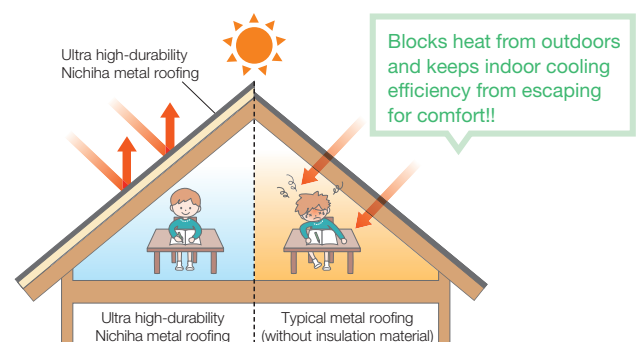 Ultra high-durability
Nichiha metal roofing
Blocks heat from outdoors
and keeps indoor cooling
efficiency from escaping
for comfort!!
Ultra high-durability
Nichiha metal roofing
Typical metal roofing
(without insulation material)